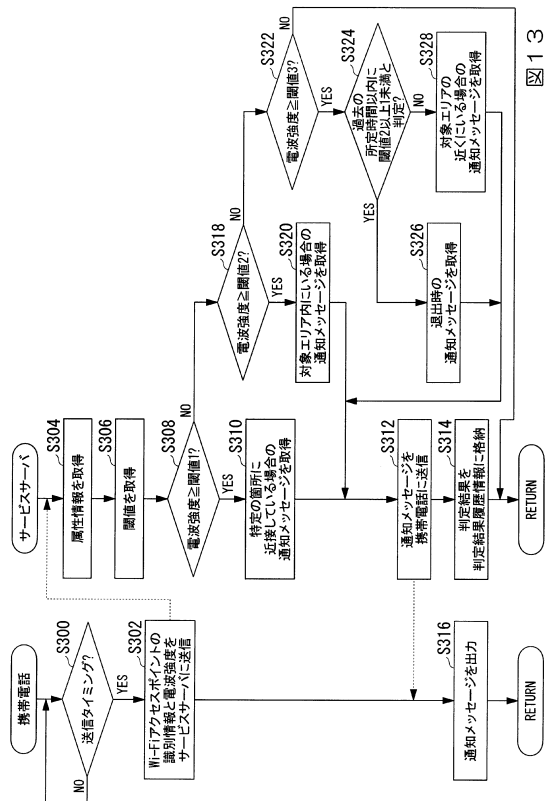 携帯電話
S300
送信タイミング?
NO
YES
S302
Wi-Fiアクセスポイントの
識別情報と電波強度を
サービスサーバに送信
S316
通知メッセージを出力
RETURN
サービスサーバ
S304
属性情報を取得
S306
閾値を取得
S308
電波強度≧閾値1?
NO
YES
S310
特定の箇所に
近接している場合の
通知メッセージを取得
S312
通知メッセージを
携帯電話に送信
S314
判定結果を
判定結果履歴情報に格納
RETURN
S318
電波強度≧閾値2?
NO
YES
S320
対象エリア内にいる場合の
通知メッセージを取得
S322
電波強度≧閾値3?
NO
YES
S324
過去の
所定時間以内に
閾値2以上1未満と
判定?
YES
NO
S326
退出時の
通知メッセージを取得
S328
対象エリアの
近くにいる場合の
通知メッセージを取得
図13